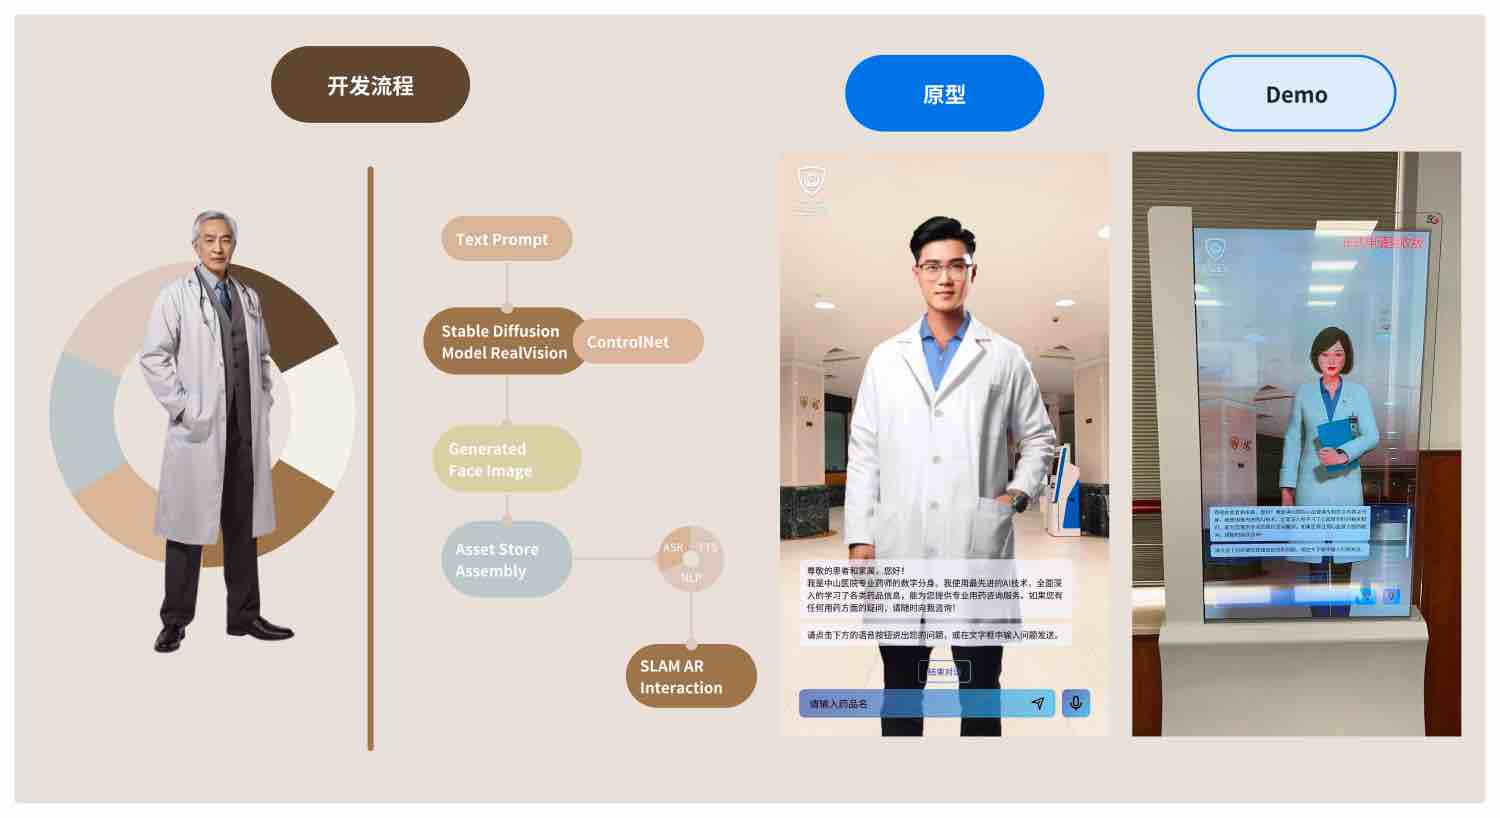 开发流程
原型
Demo
Text Prompt
Stable Diffusion
Model RealVision
ControlNet
Generated
Face Image
Asset Store
Assembly
ASR
TTS
NLP
SLAM AR
Interaction
尊敬的患者和家属，您好！
我是中山医院专业药师的数字分身。我使用最先进的AI技术，全面深
入的学习了各类药品信息，能为您提供专业用药咨询服务。如果您有
任何用药方面的疑问，请随时向我咨询！
请点击下方的语音按钮说出您的问题，或在文字框中输入问题发送。
结束对话
请输入药品名
5G